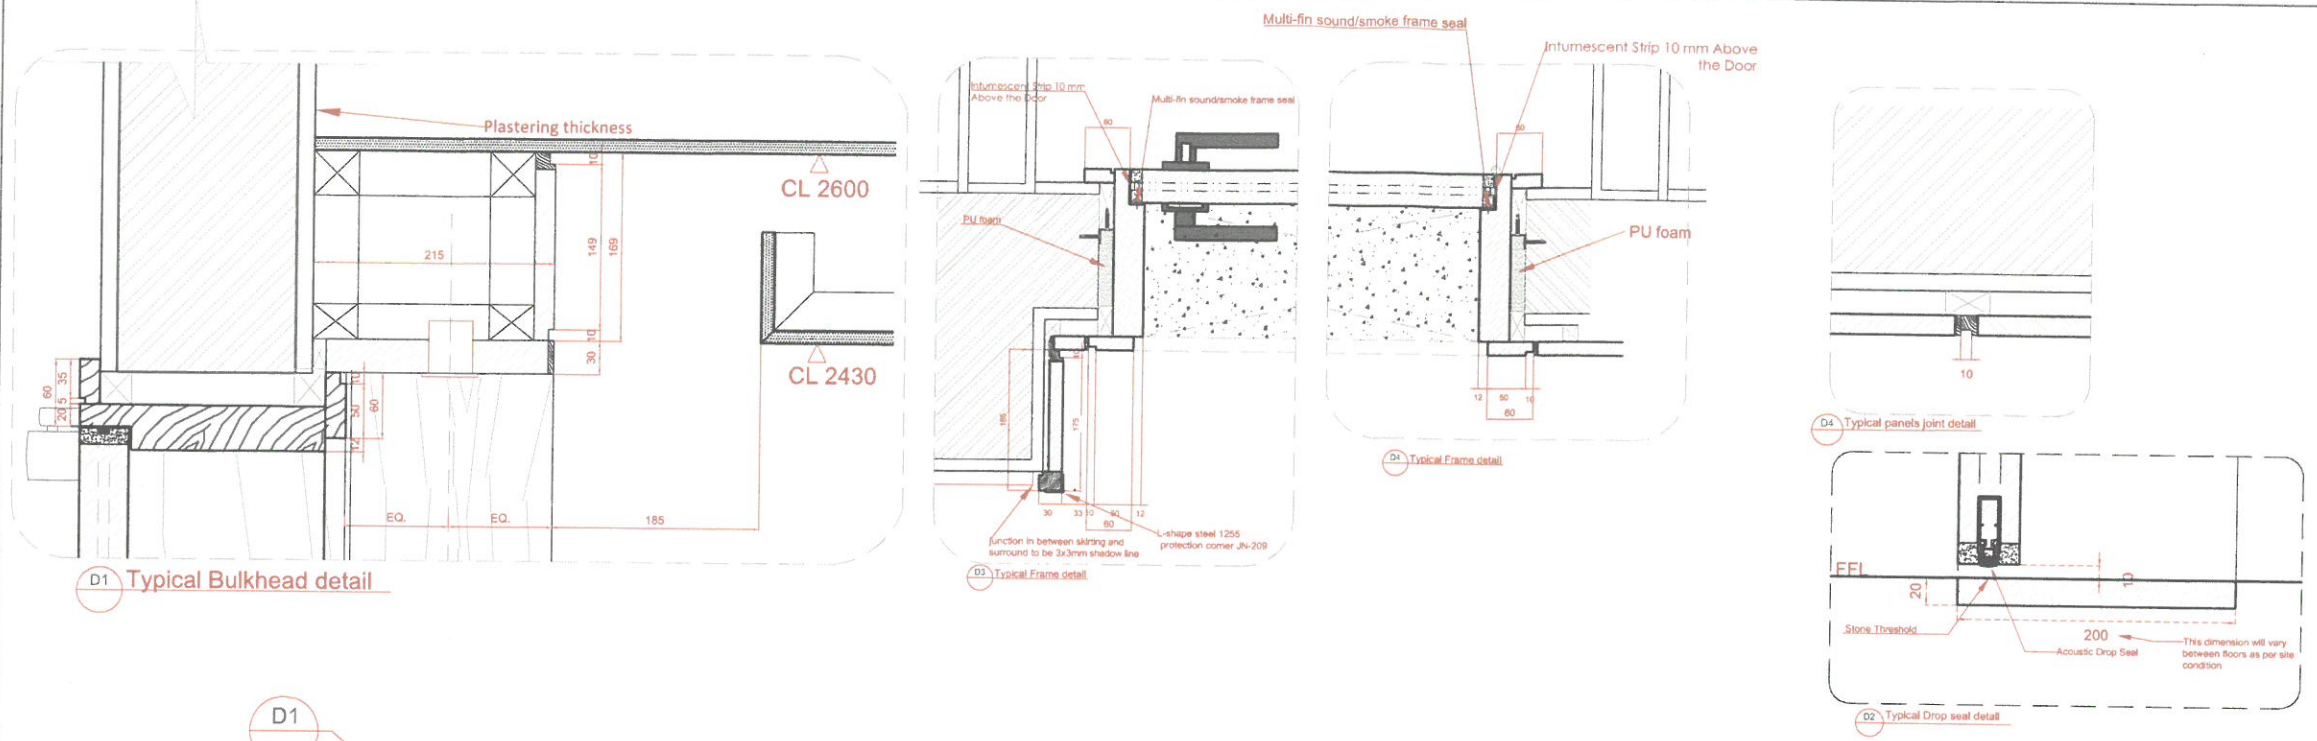 Multi-fin sound/smoke frame seal
Intumescent Strip 10 mm Above
the Door
Plastering thickness
CL 2600
CL 2430
10
149
169
10
30
215
60
35
5
20
10
50
60
12
EQ.
EQ.
185
D1
Typical Bulkhead detail
D1
Intumescent Strip 10 mm
Above the Door
Multi-fin sound/smoke frame seal
60
PU foam
185
175
30
33
10
12
60
Junction in between skirting and
surround to be 3x3mm shadow line
L-shape steel 1255
protection corner JN-209
D3
Typical Frame detail
60
PU foam
12
50
10
60
Typical Frame detail
10
D4
Typical panels joint detail
FFL
20
10
Stone Threshold
200
Acoustic Drop Seal
This dimension will vary
between floors as per site
condition
D2
Typical Drop seal detail